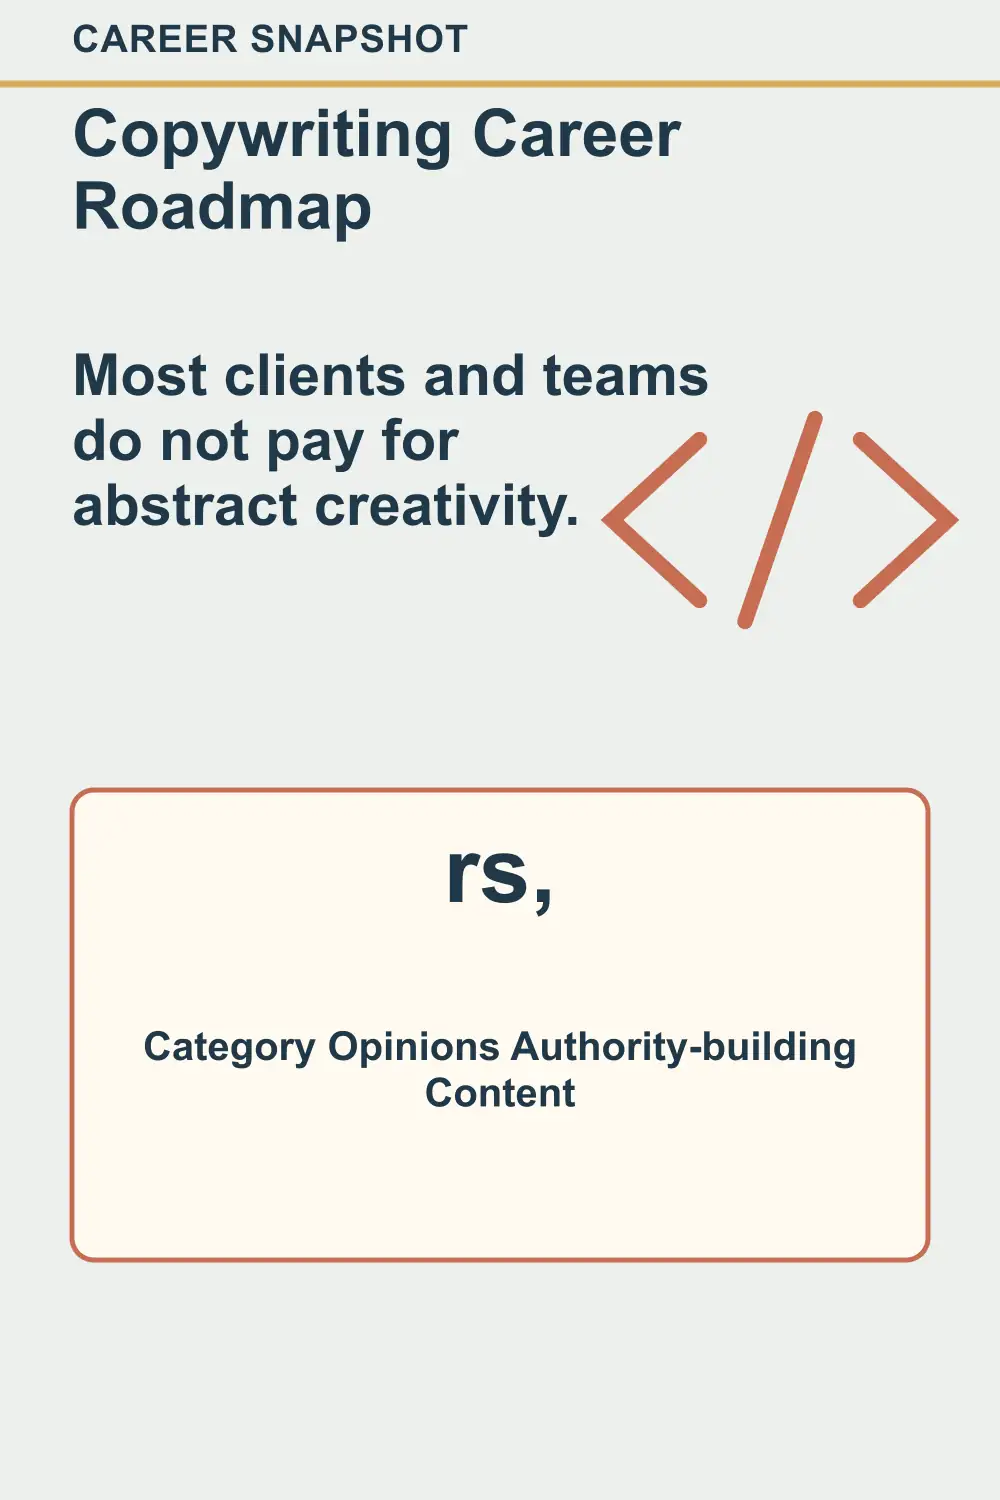 CAREER SNAPSHOT
Copywriting Career
Roadmap
Most clients and teams
do not pay for
abstract creativity.
rs,
Category Opinions Authority-building
Content